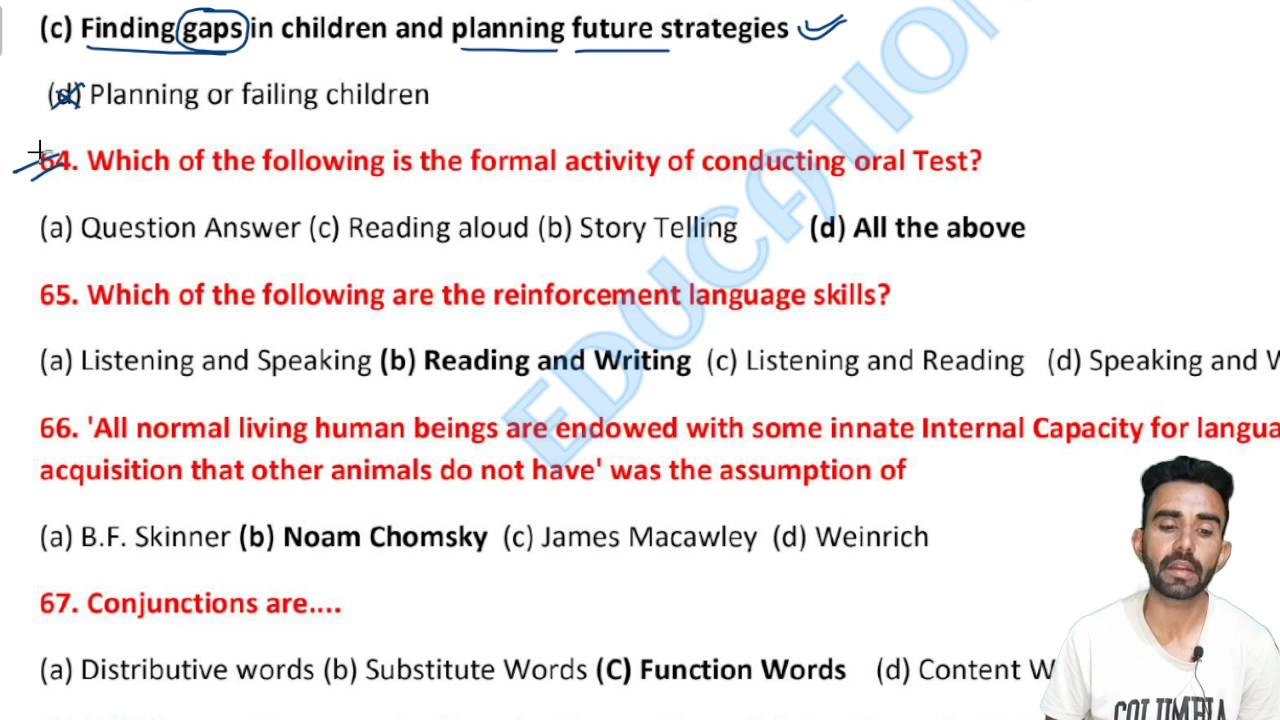 (c) Finding gaps in children and planning future strategies
(d) Planning or failing children
64. Which of the following is the formal activity of conducting oral Test?
(a) Question Answer (c) Reading aloud (b) Story Telling (d) All the above
65. Which of the following are the reinforcement language skills?
(a) Listening and Speaking (b) Reading and Writing (c) Listening and Reading (d) Speaking and W
66. 'All normal living human beings are endowed with some innate Internal Capacity for langua
acquisition that other animals do not have' was the assumption of
(a) B.F. Skinner (b) Noam Chomsky (c) James Macawley (d) Weinrich
67. Conjunctions are....
(a) Distributive words (b) Substitute Words (C) Function Words (d) Content W
EDUCATION
COLUMBIA